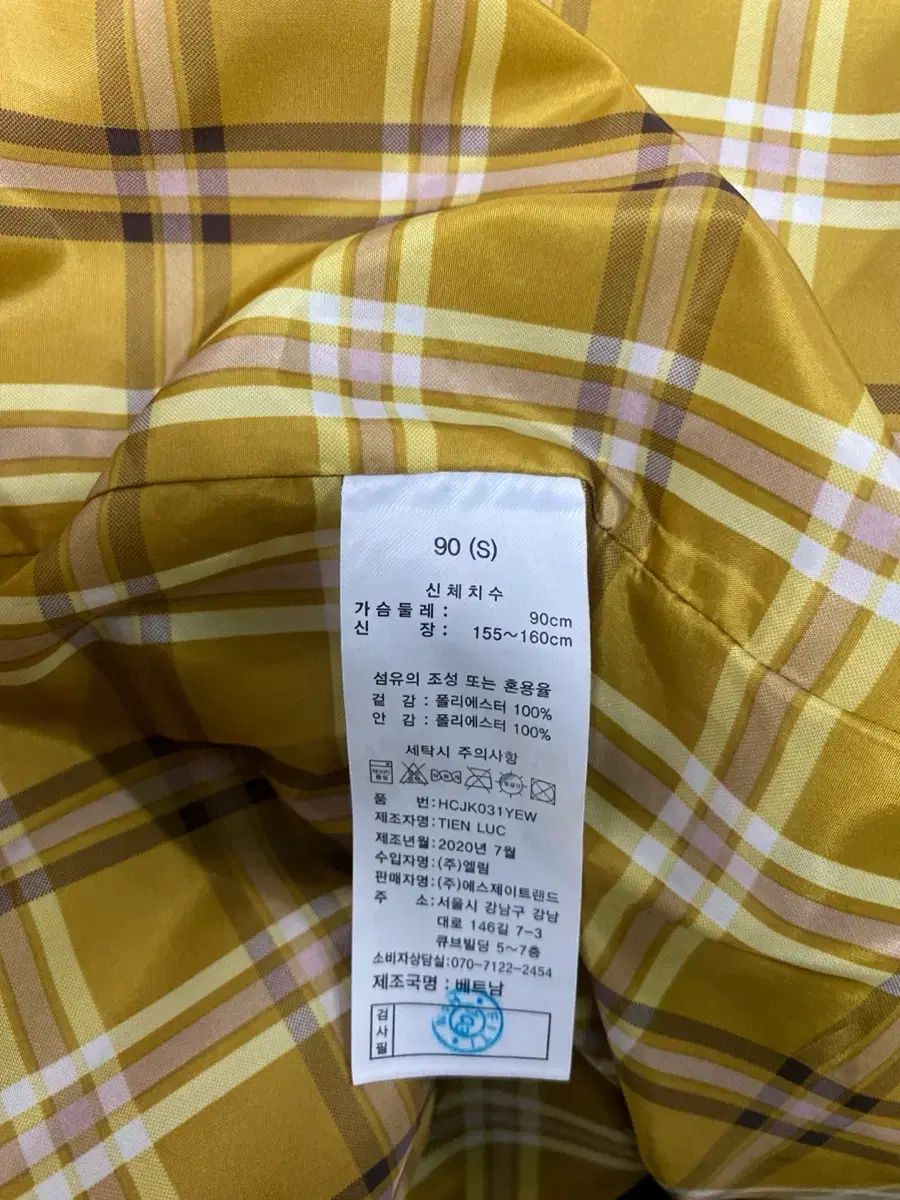 90 (S)
신체치수
가슴둘레: 90cm
신 장: 155~160cm
섬유의 조성 또는 혼용율
겉 감 : 폴리에스터 100%
안 감 : 폴리에스터 100%
세탁시 주의사항
품 번:HCJK031YEW
제조자명:TIEN LUC
제조년월:2020년 7월
수입자명:(주)엘림
판매자명:(주)에스제이트랜드
주 소:서울시 강남구 강남
대로 146길 7-3
큐브빌딩 5~7층
소비자상담실:070-7122-2454
제조국명 : 베트남
검사필